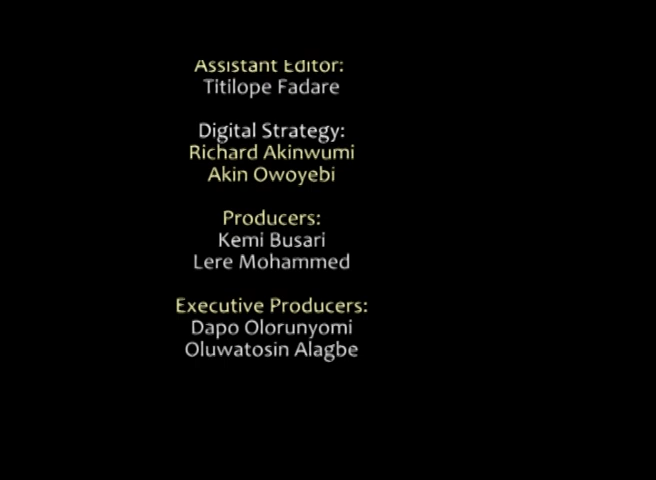 Assistant Editor:
Titilope Fadare
Digital Strategy:
Richard Akinwumi
Akin Owoyebi
Producers:
Kemi Busari
Lere Mohammed
Executive Producers:
Dapo Olorunyomi
Oluwatosin Alagbe